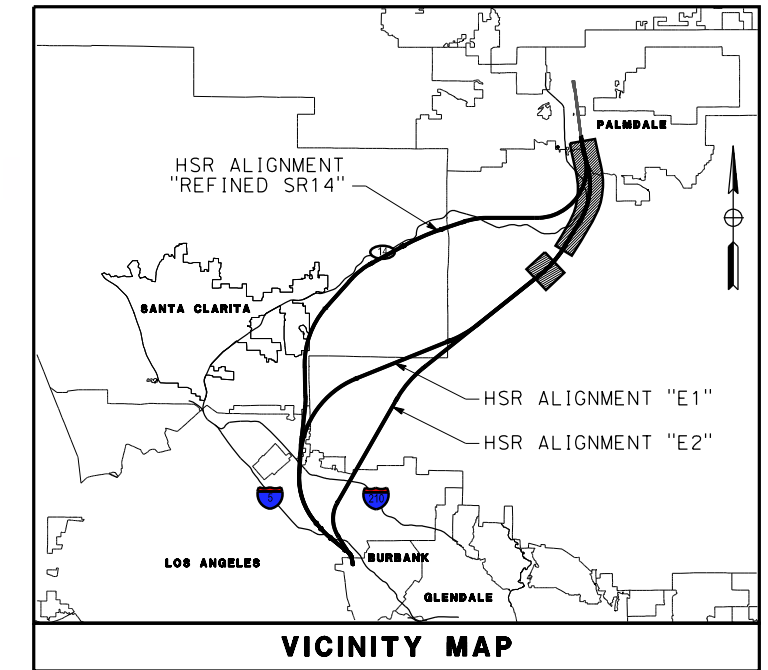 PALMDALE
HSR ALIGNMENT
"REFINED SR14"
14
SANTA CLARITA
HSR ALIGNMENT "E1"
HSR ALIGNMENT "E2"
5
210
LOS ANGELES
BURBANK
GLENDALE
VICINITY MAP